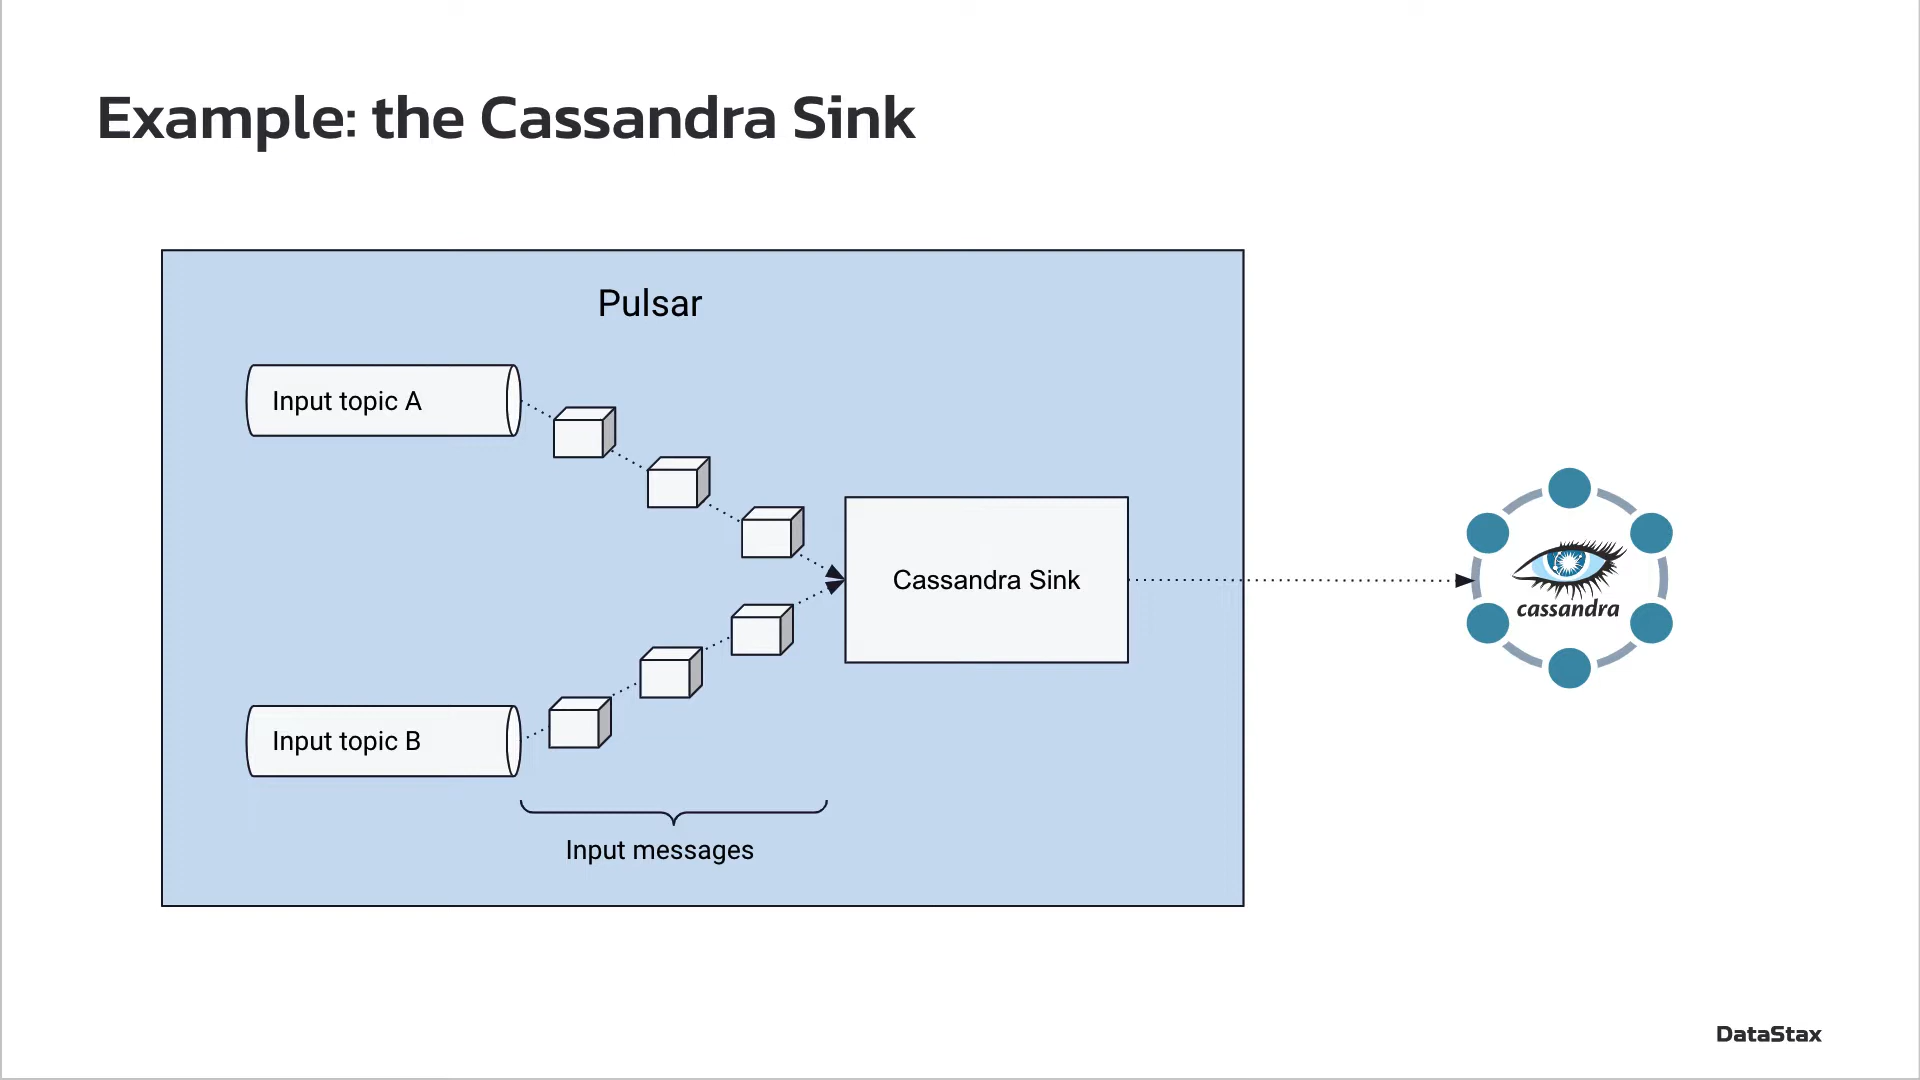 Example: the Cassandra Sink
Pulsar
Input topic A
Cassandra Sink
cassandra
Input topic B
Input messages
DataStax